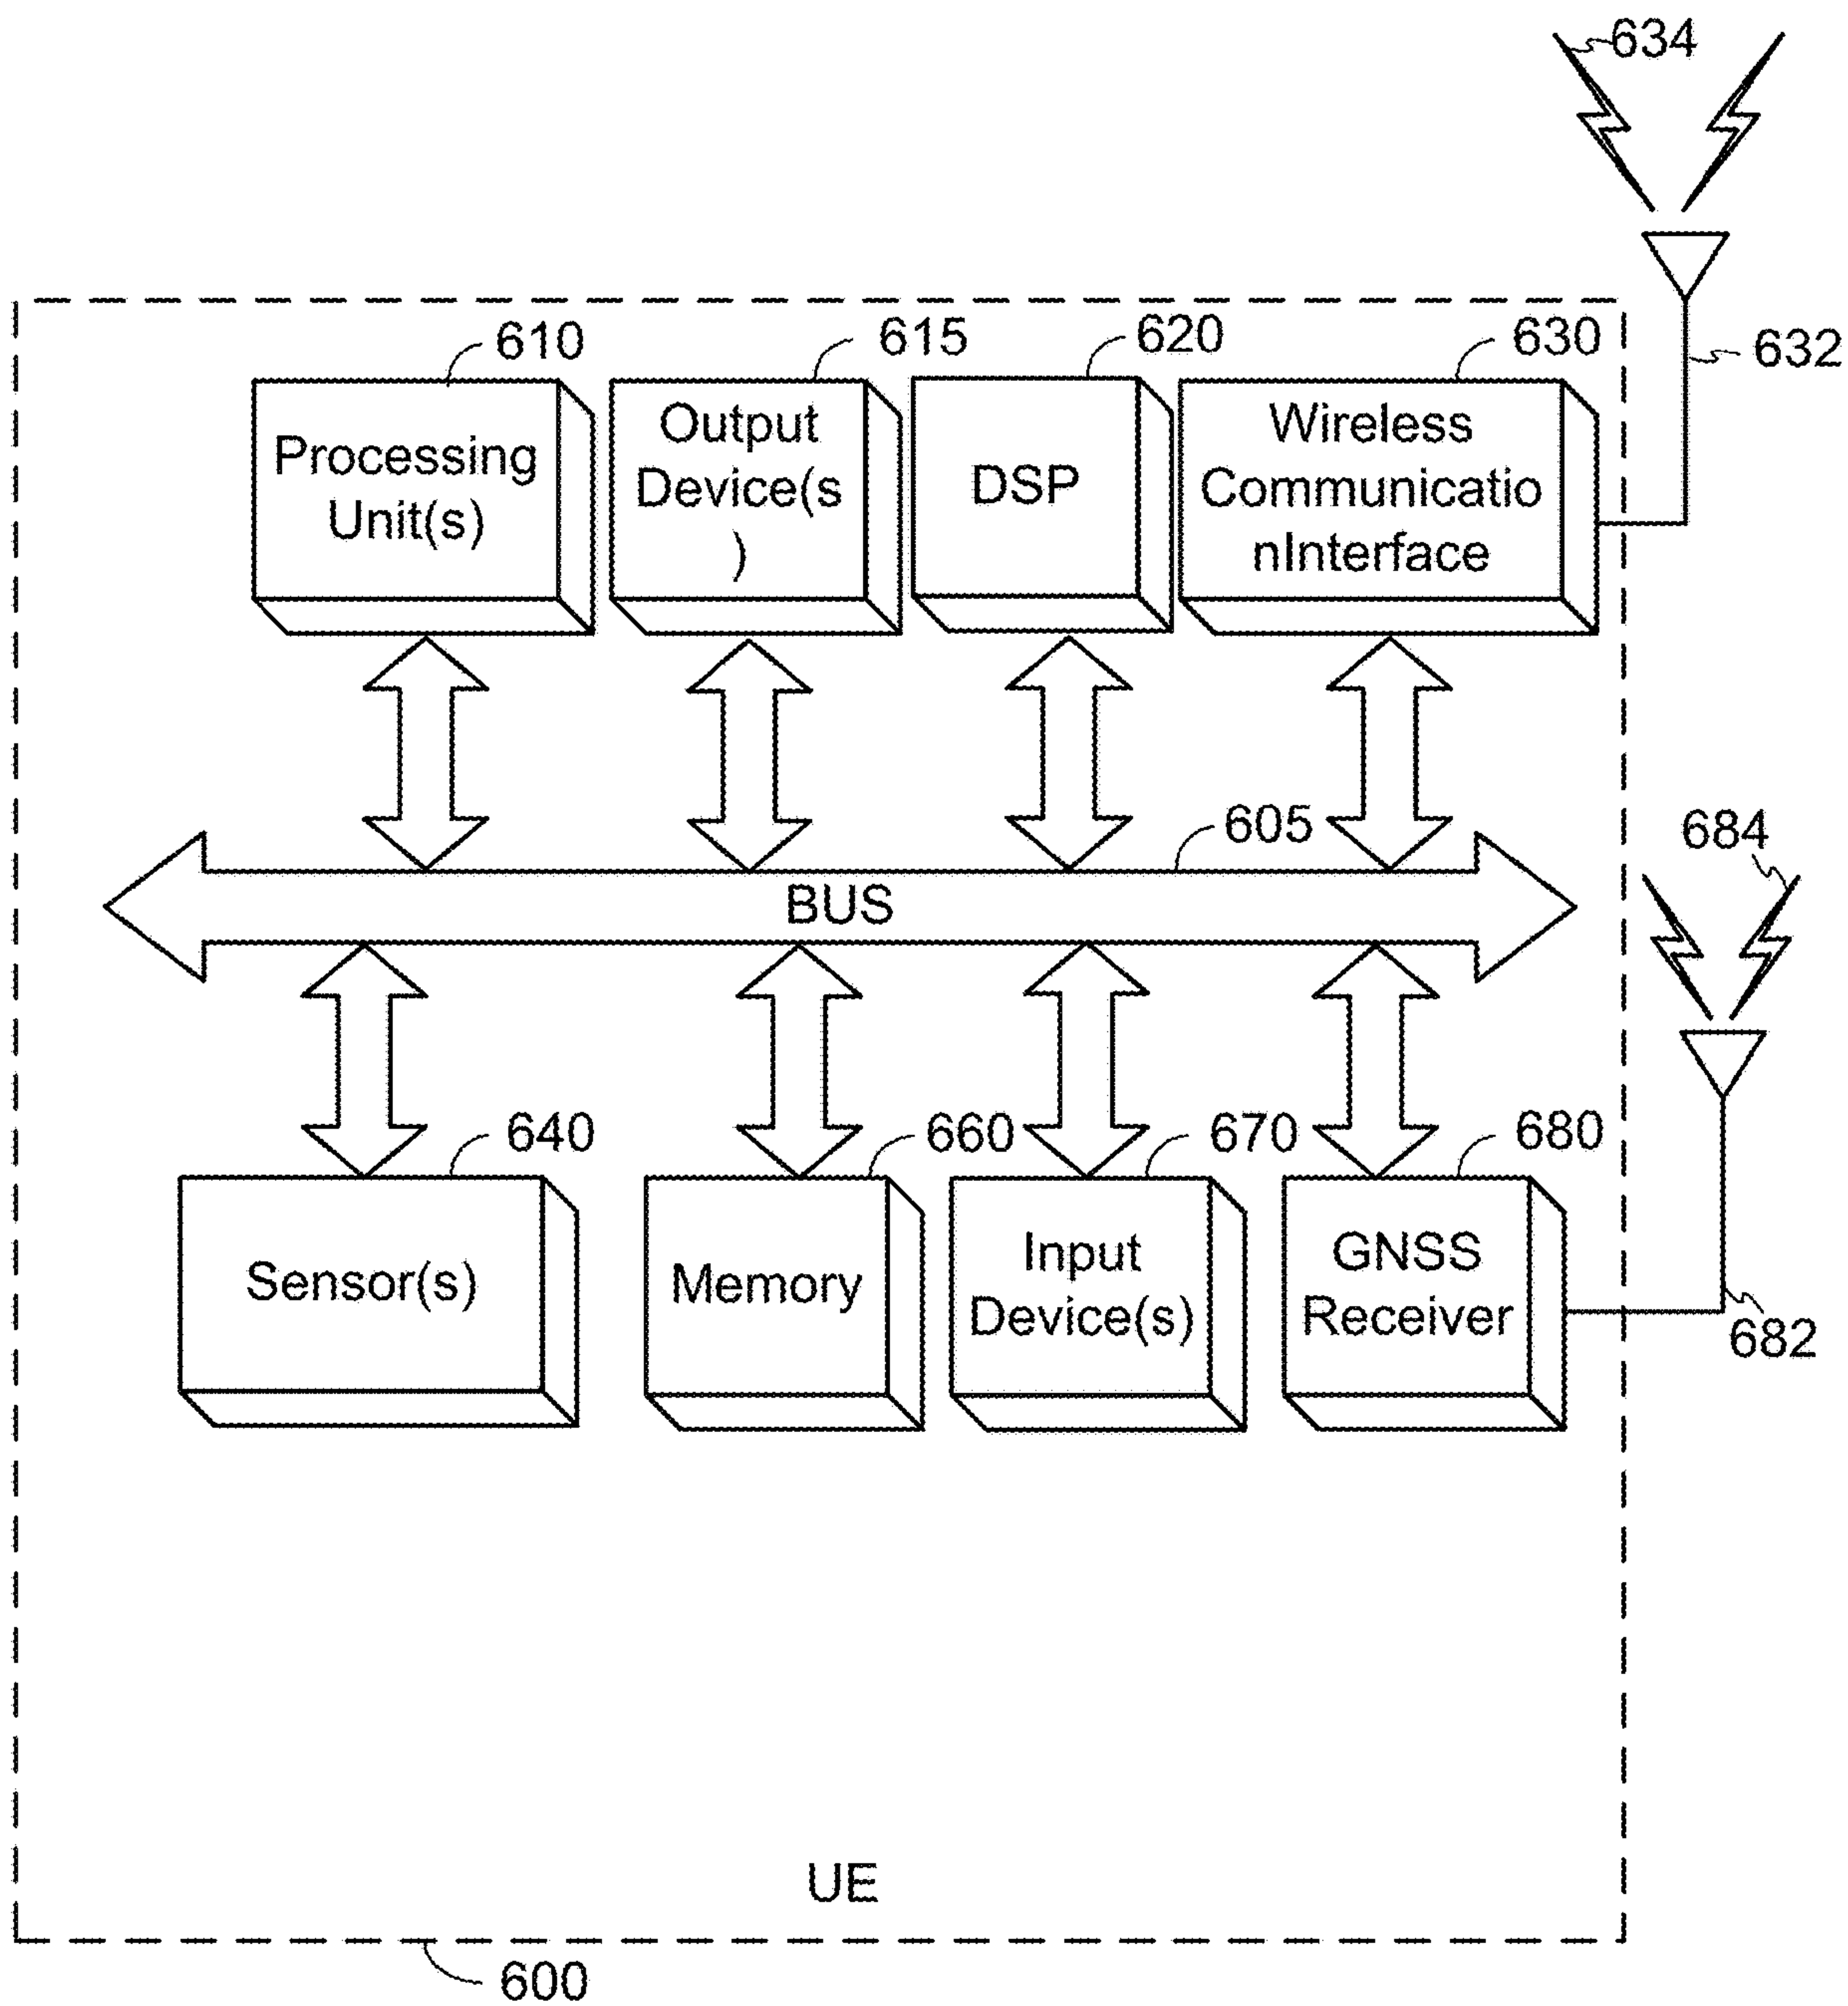 634
610
615
620
630
632
Processing
Unit(s)
Output
Device(s
)
DSP
Wireless
Communicatio
nInterface
605
684
BUS
640
660
670
680
Sensor(s)
Memory
Input
Device(s)
GNSS
Receiver
682
UE
600